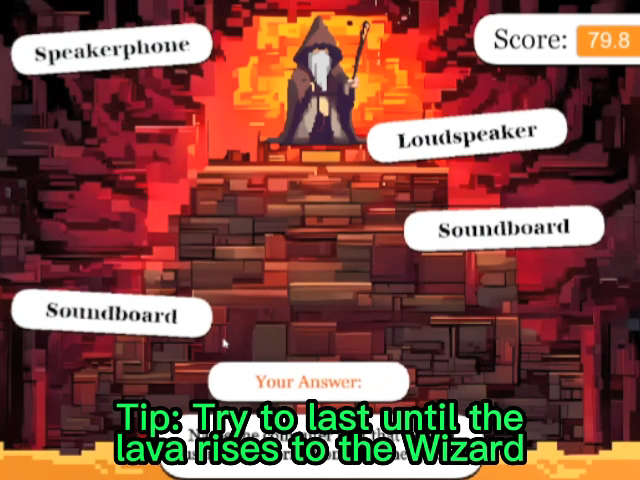 Speakerphone
Score: 79.8
Loudspeaker
Soundboard
Soundboard
Your Answer:
Tip: Try to last until the
lava rises to the Wizard